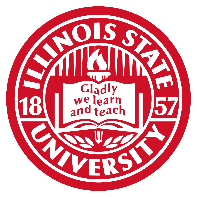 ILLINOIS STATE
18 57
Gladly
we learn
and teach
UNIVERSITY